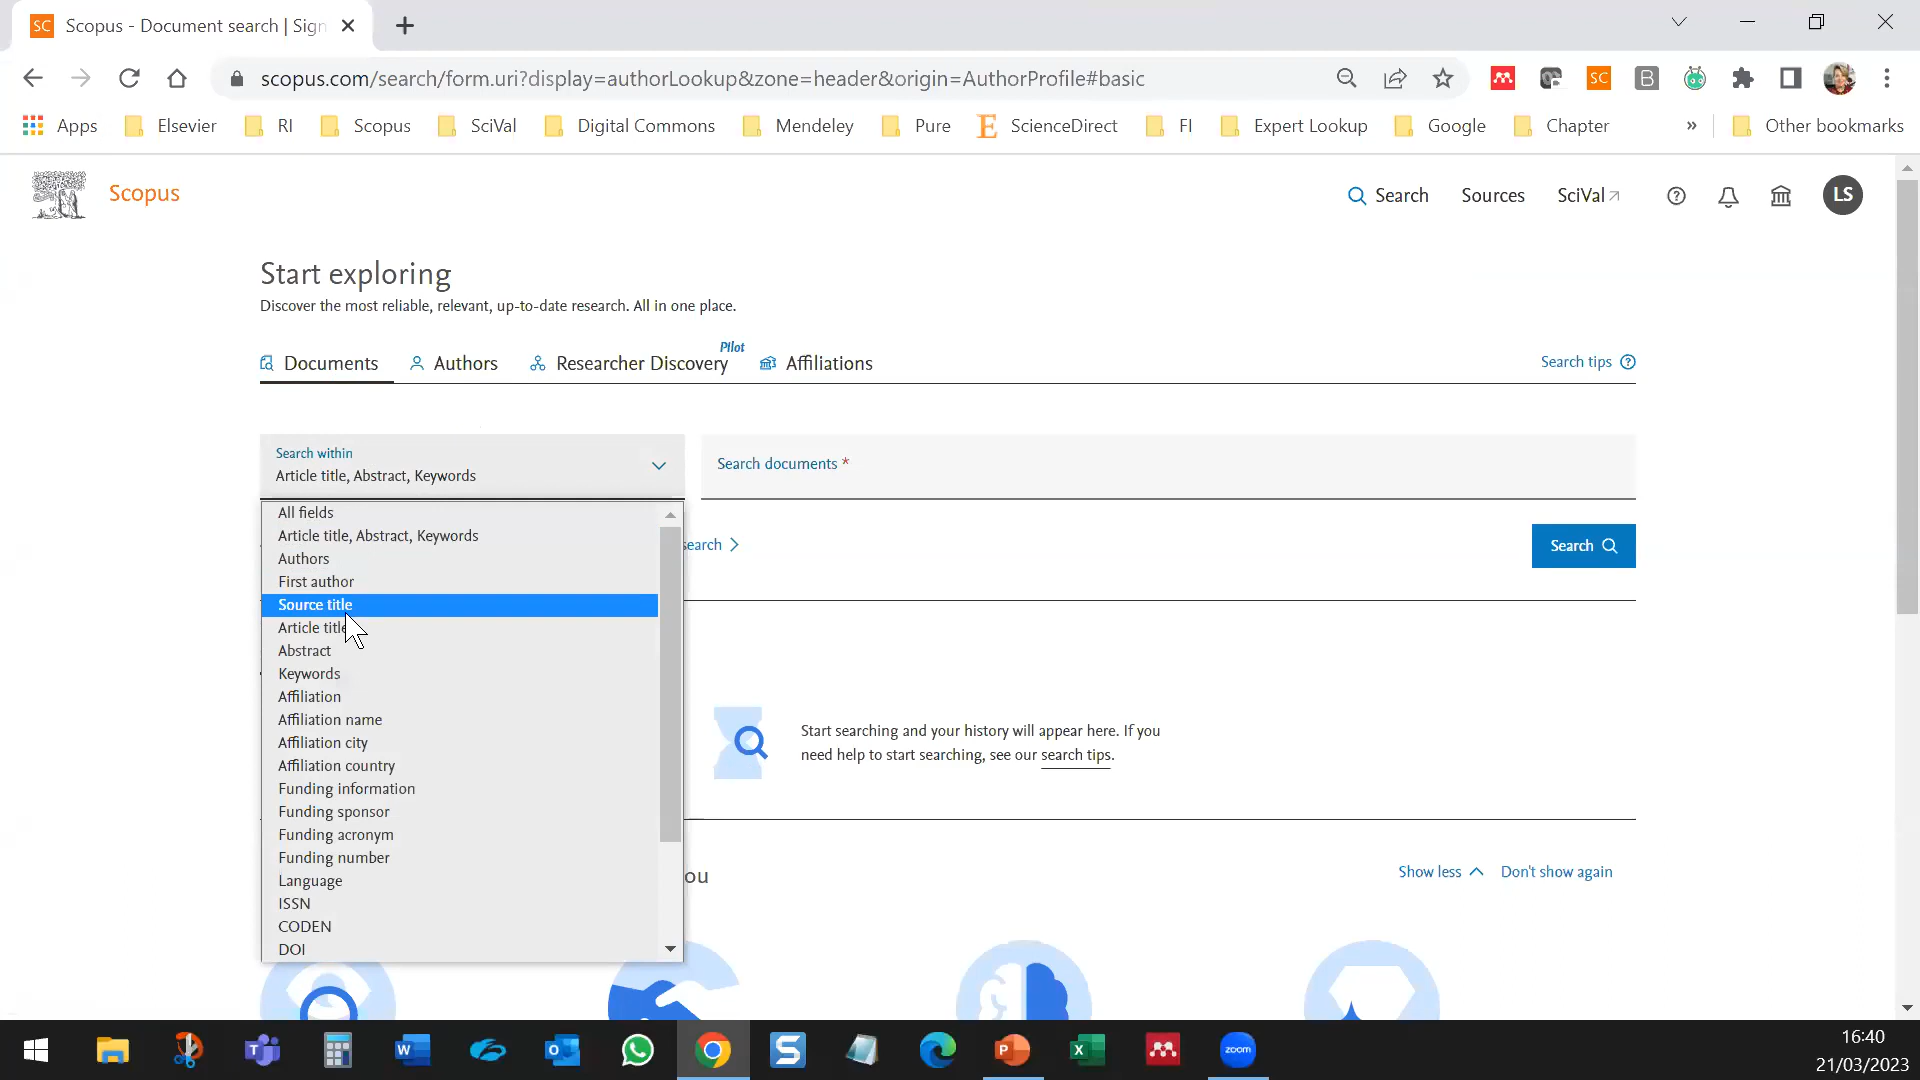 SC Scopus - Document search | Sign
scopus.com/search/form.uri?display=authorLookup&zone=header&origin=AuthorProfile#basic
SC B
Apps Elsevier RI Scopus SciVal Digital Commons Mendeley Pure ScienceDirect FI Expert Lookup Google Chapter » Other bookmarks
Scopus
Search Sources SciVal LS
Start exploring
Discover the most reliable, relevant, up-to-date research. All in one place.
Pilot
Documents Authors Researcher Discovery Affiliations Search tips
Search within
Article title, Abstract, Keywords
Search documents *
All fields
Article title, Abstract, Keywords
Authors
search
Search
First author
Source title
Article title
Abstract
Keywords
Affiliation
Affiliation name
Affiliation city
Affiliation country
Funding information
Funding sponsor
Funding acronym
Funding number
Language
ISSN
CODEN
DOI
Start searching and your history will appear here. If you
need help to start searching, see our search tips.
ou
Show less Don't show again
zoom
16:40
21/03/2023